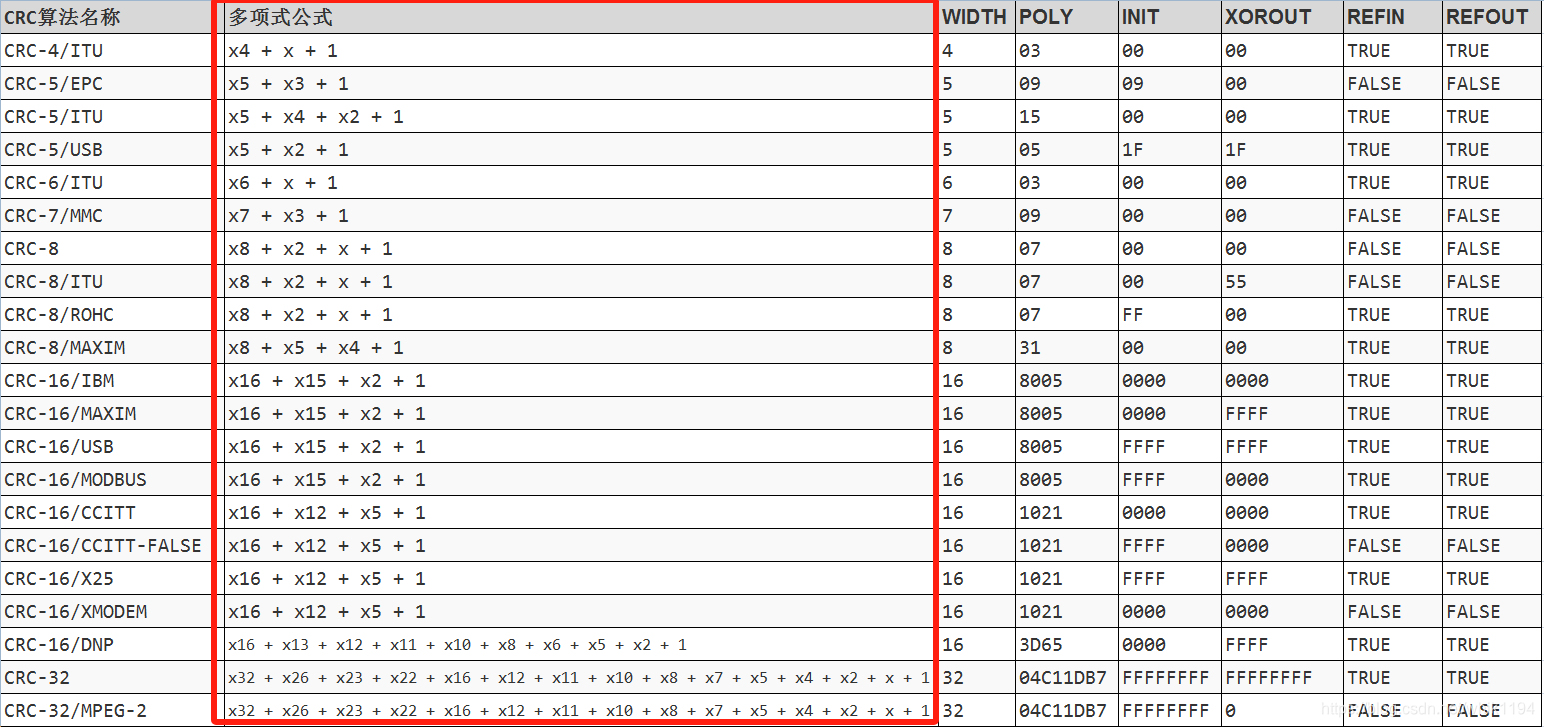 CRC算法名称 多项式公式 WIDTH POLY INIT XOROUT REFIN REFOUT
CRC-4/ITU x4 + x + 1 4 03 00 00 TRUE TRUE
CRC-5/EPC x5 + x3 + 1 5 09 09 00 FALSE FALSE
CRC-5/ITU x5 + x4 + x2 + 1 5 15 00 00 TRUE TRUE
CRC-5/USB x5 + x2 + 1 5 05 1F 1F TRUE TRUE
CRC-6/ITU x6 + x + 1 6 03 00 00 TRUE TRUE
CRC-7/MMC x7 + x3 + 1 7 09 00 00 FALSE FALSE
CRC-8 x8 + x2 + x + 1 8 07 00 00 FALSE FALSE
CRC-8/ITU x8 + x2 + x + 1 8 07 00 55 FALSE FALSE
CRC-8/ROHC x8 + x2 + x + 1 8 07 FF 00 TRUE TRUE
CRC-8/MAXIM x8 + x5 + x4 + 1 8 31 00 00 TRUE TRUE
CRC-16/IBM x16 + x15 + x2 + 1 16 8005 0000 0000 TRUE TRUE
CRC-16/MAXIM x16 + x15 + x2 + 1 16 8005 0000 FFFF TRUE TRUE
CRC-16/USB x16 + x15 + x2 + 1 16 8005 FFFF FFFF TRUE TRUE
CRC-16/MODBUS x16 + x15 + x2 + 1 16 8005 FFFF 0000 TRUE TRUE
CRC-16/CCITT x16 + x12 + x5 + 1 16 1021 0000 0000 TRUE TRUE
CRC-16/CCITT-FALSE x16 + x12 + x5 + 1 16 1021 FFFF 0000 FALSE FALSE
CRC-16/X25 x16 + x12 + x5 + 1 16 1021 FFFF FFFF TRUE TRUE
CRC-16/XMODEM x16 + x12 + x5 + 1 16 1021 0000 0000 FALSE FALSE
CRC-16/DNP x16 + x13 + x12 + x11 + x10 + x8 + x6 + x5 + x2 + 1 16 3D65 0000 FFFF TRUE TRUE
CRC-32 x32 + x26 + x23 + x22 + x16 + x12 + x11 + x10 + x8 + x7 + x5 + x4 + x2 + x + 1 32 04C11DB7 FFFFFFFF FFFFFFFF TRUE TRUE
CRC-32/MPEG-2 x32 + x26 + x23 + x22 + x16 + x12 + x11 + x10 + x8 + x7 + x5 + x4 + x2 + x + 1 32 04C11DB7 FFFFFFFF 0 FALSE FALSE